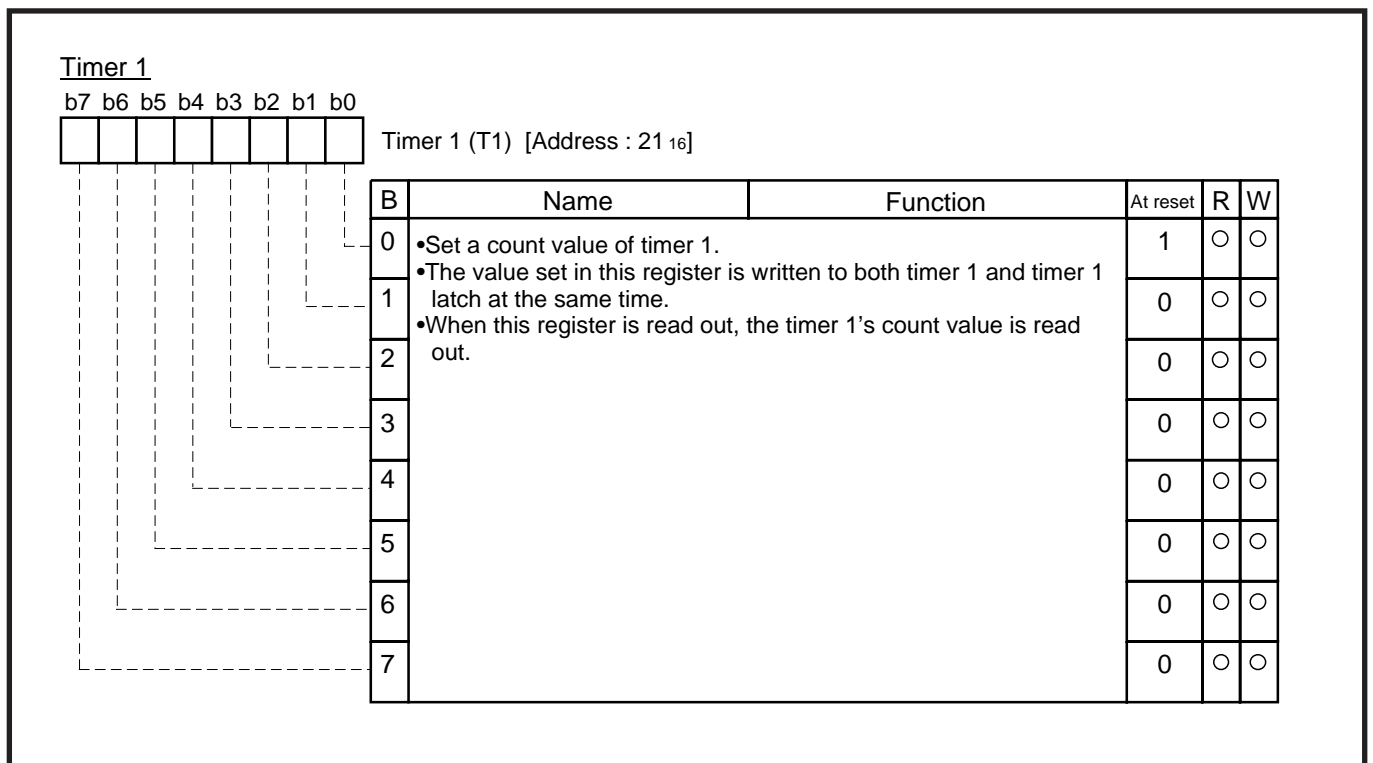 Timer 1
b7 b6 b5 b4 b3 b2 b1 b0
Timer 1 (T1) [Address : 21 16]
B Name Function At reset R W
0 •Set a count value of timer 1. 1 ○ ○
•The value set in this register is written to both timer 1 and timer 1
1 latch at the same time. 0 ○ ○
•When this register is read out, the timer 1’s count value is read
2 out. 0 ○ ○
3 0 ○ ○
4 0 ○ ○
5 0 ○ ○
6 0 ○ ○
7 0 ○ ○